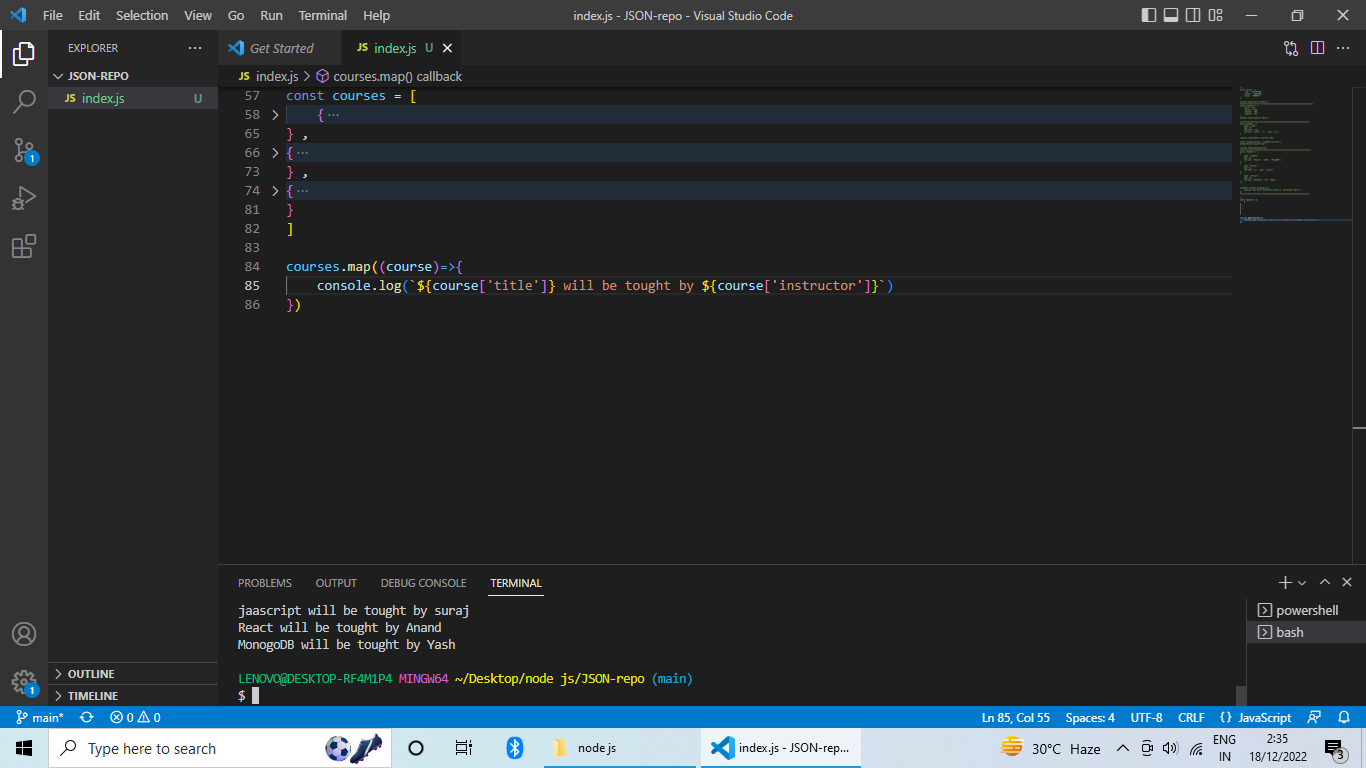 File Edit Selection View Go Run Terminal Help index.js - JSON-repo - Visual Studio Code
EXPLORER ···
Get Started
JS index.js U
JSON-REPO
JS index.js > courses.map() callback
JS index.js U
57 const courses = [
58 { ···
65 } ,
66 { ···
73 } ,
74 { ···
81 }
82 ]
83
84 courses.map((course)=>{
85 console.log(`${course['title']} will be tought by ${course['instructor']}`)
86 })
1
PROBLEMS OUTPUT DEBUG CONSOLE TERMINAL
jaascript will be tought by suraj
React will be tought by Anand
MonogoDB will be tought by Yash
LENOVO@DESKTOP-RF4M1P4 MINGW64 ~/Desktop/node js/JSON-repo (main)
$
powershell
bash
1
OUTLINE
TIMELINE
main* 0 0 Ln 85, Col 55 Spaces: 4 UTF-8 CRLF {} JavaScript
Type here to search node js index.js - JSON-rep... 30°C Haze ENG IN 2:35 18/12/2022 3